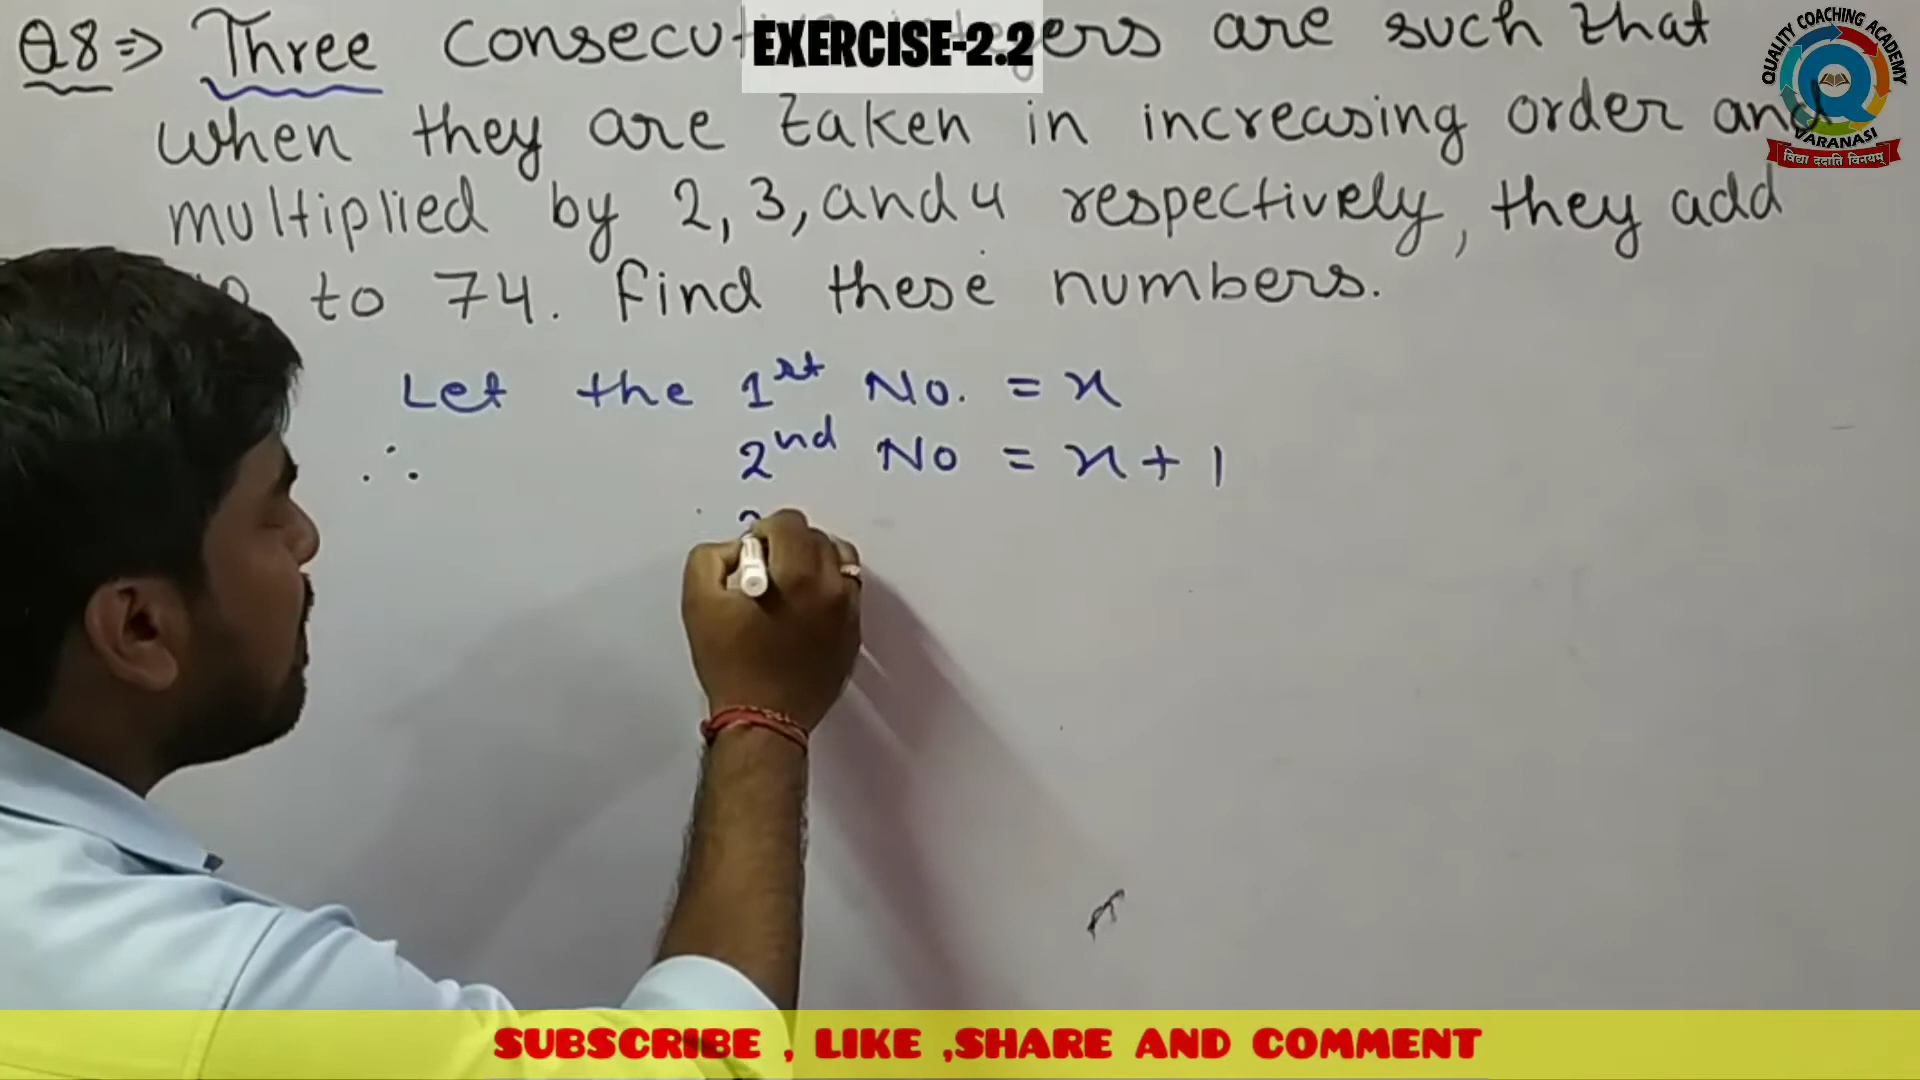 Q8⇒ Three consecutive integers are such that
EXERCISE-2.2
when they are taken in increasing order and
multiplied by 2, 3, and 4 respectively, they add
to 74. Find these numbers.
Let the 1st No. = x
∴ 2nd No = x + 1
QUALITY COACHING ACADEMY
VARANASI
विद्या ददाति विनयम्
SUBSCRIBE , LIKE ,SHARE AND COMMENT